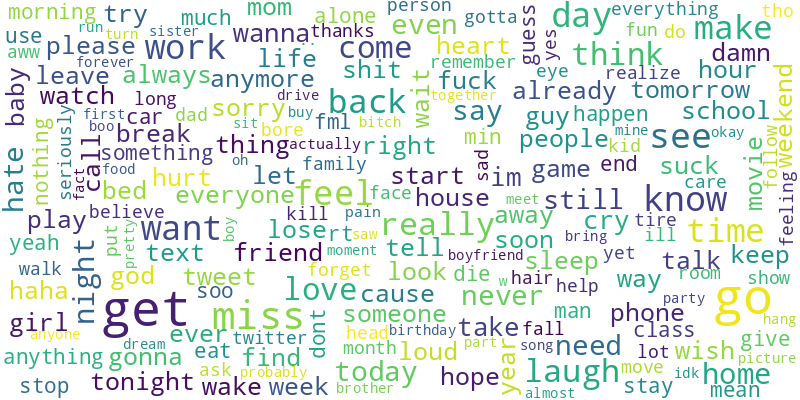 morning try much mom alone person gotta guess day everything tho
run turn sister wanna thanks even yes make
use please work come heart think fun do damn
aww forever life remember eye realize hour
baby leave always anymore shit fuck already tomorrow weekend
watch long drive back together wait say guy happen school
hate nothing seriously first car dad sorry buy fml bitch min people mine okay see movie follow
boo break sit bore thing actually right kid
call something oh family sad game end suck care
fact food hurt let start im
bed everyone feel face house meet still know feeling
play believe want kill pain away cry tire ill time
put pretty boy lose rt really soon bring
yeah text friend saw tell boyfriend yet talk keep
walk night god moment look sleep way room show
haha tweet soo forget die w hair help
get miss love cause never man phone party go
girl someone take fall class hang
anyone ever twitter dont head birthday need lot give
dream month loud part song wish
anything gonna eat find year laugh move picture
ask probably today hope almost idk home
stop tonight wake week brother stay mean